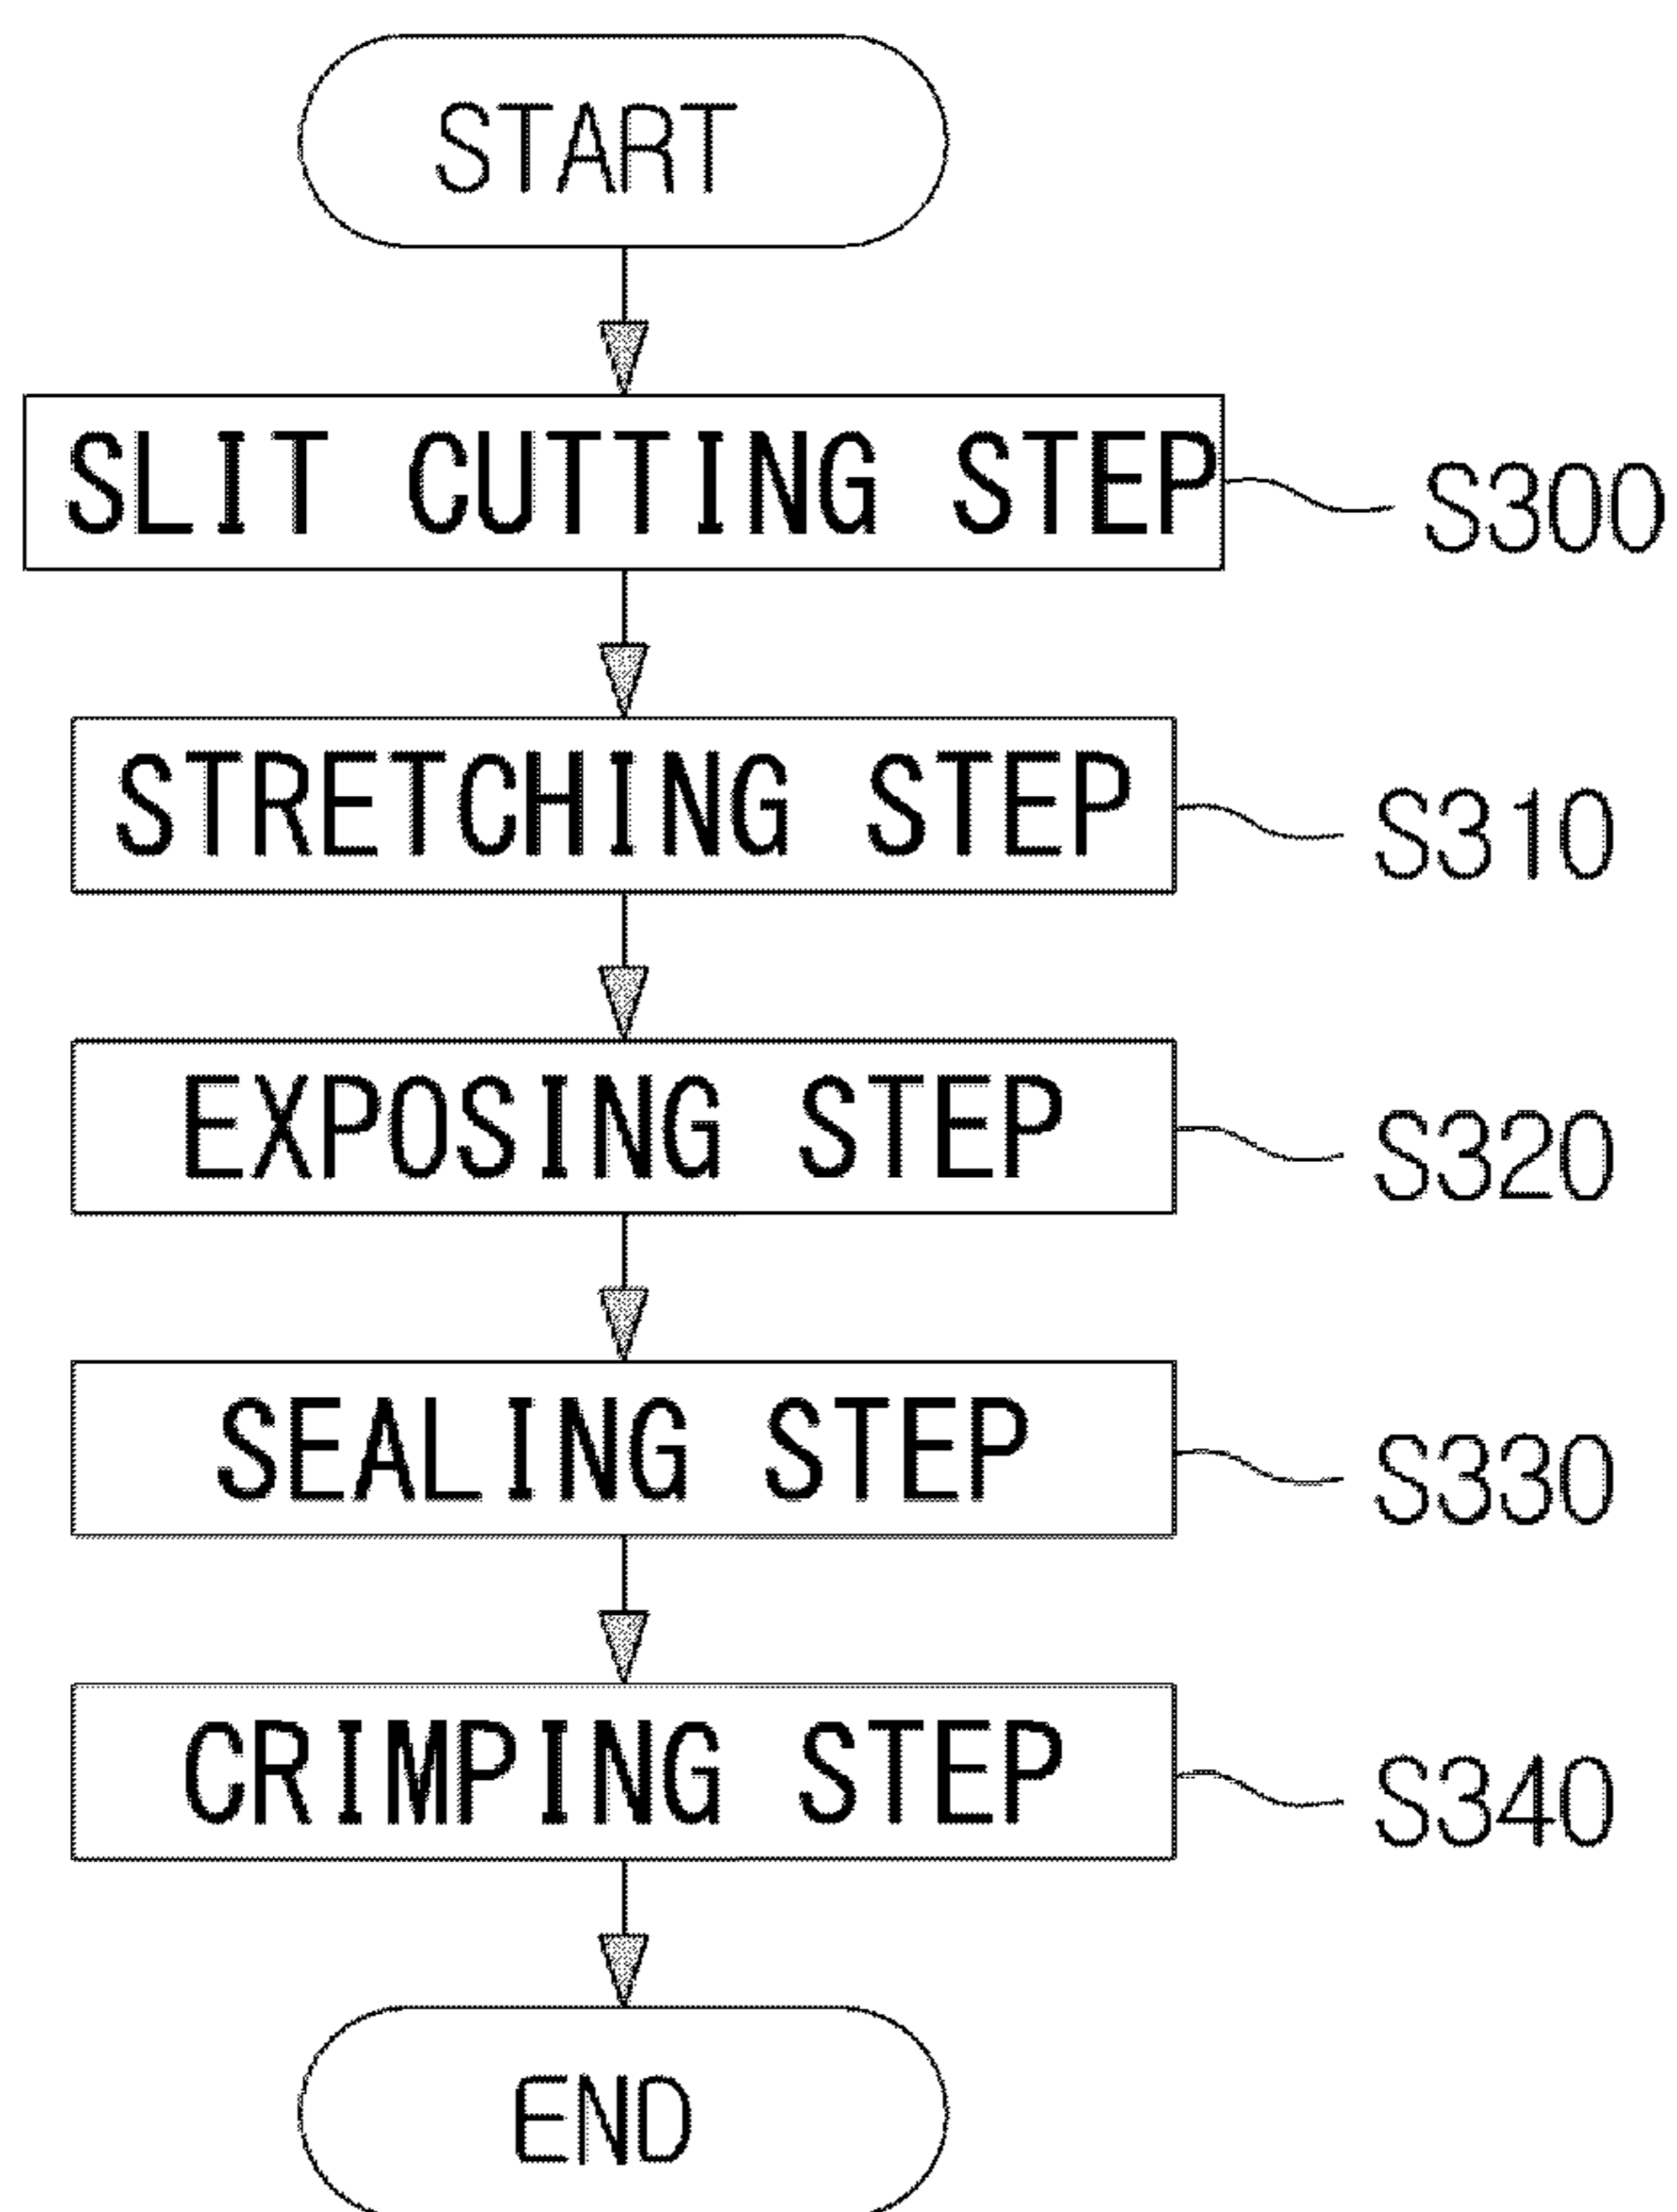 START
SLIT CUTTING STEP
S300
STRETCHING STEP
S310
EXPOSING STEP
S320
SEALING STEP
S330
CRIMPING STEP
S340
END